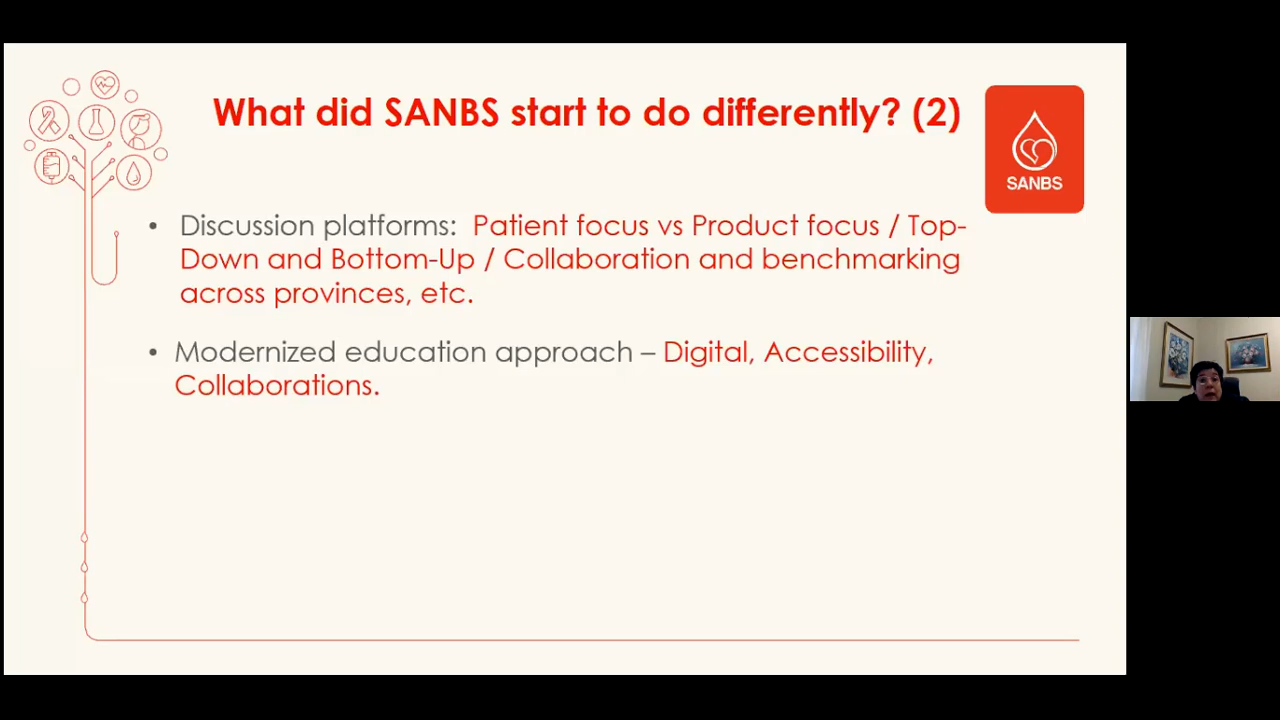 What did SANBS start to do differently? (2)
SANBS
• Discussion platforms: Patient focus vs Product focus / Top-
Down and Bottom-Up / Collaboration and benchmarking
across provinces, etc.
• Modernized education approach – Digital, Accessibility,
Collaborations.